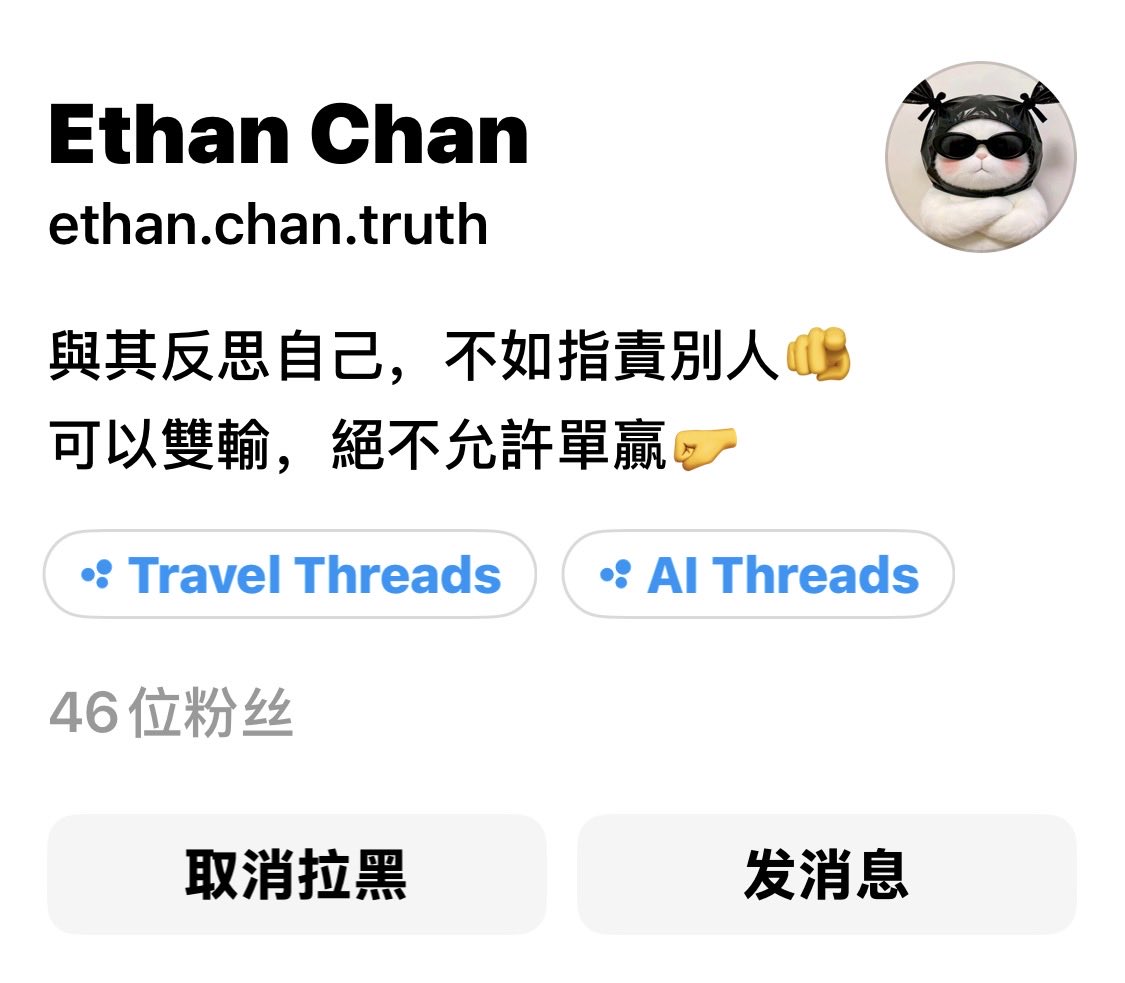 Ethan Chan
ethan.chan.truth
與其反思自己，不如指責別人🫵
可以雙輸，絕不允許單贏🤛
Travel Threads
AI Threads
46 位粉丝
取消拉黑
发消息